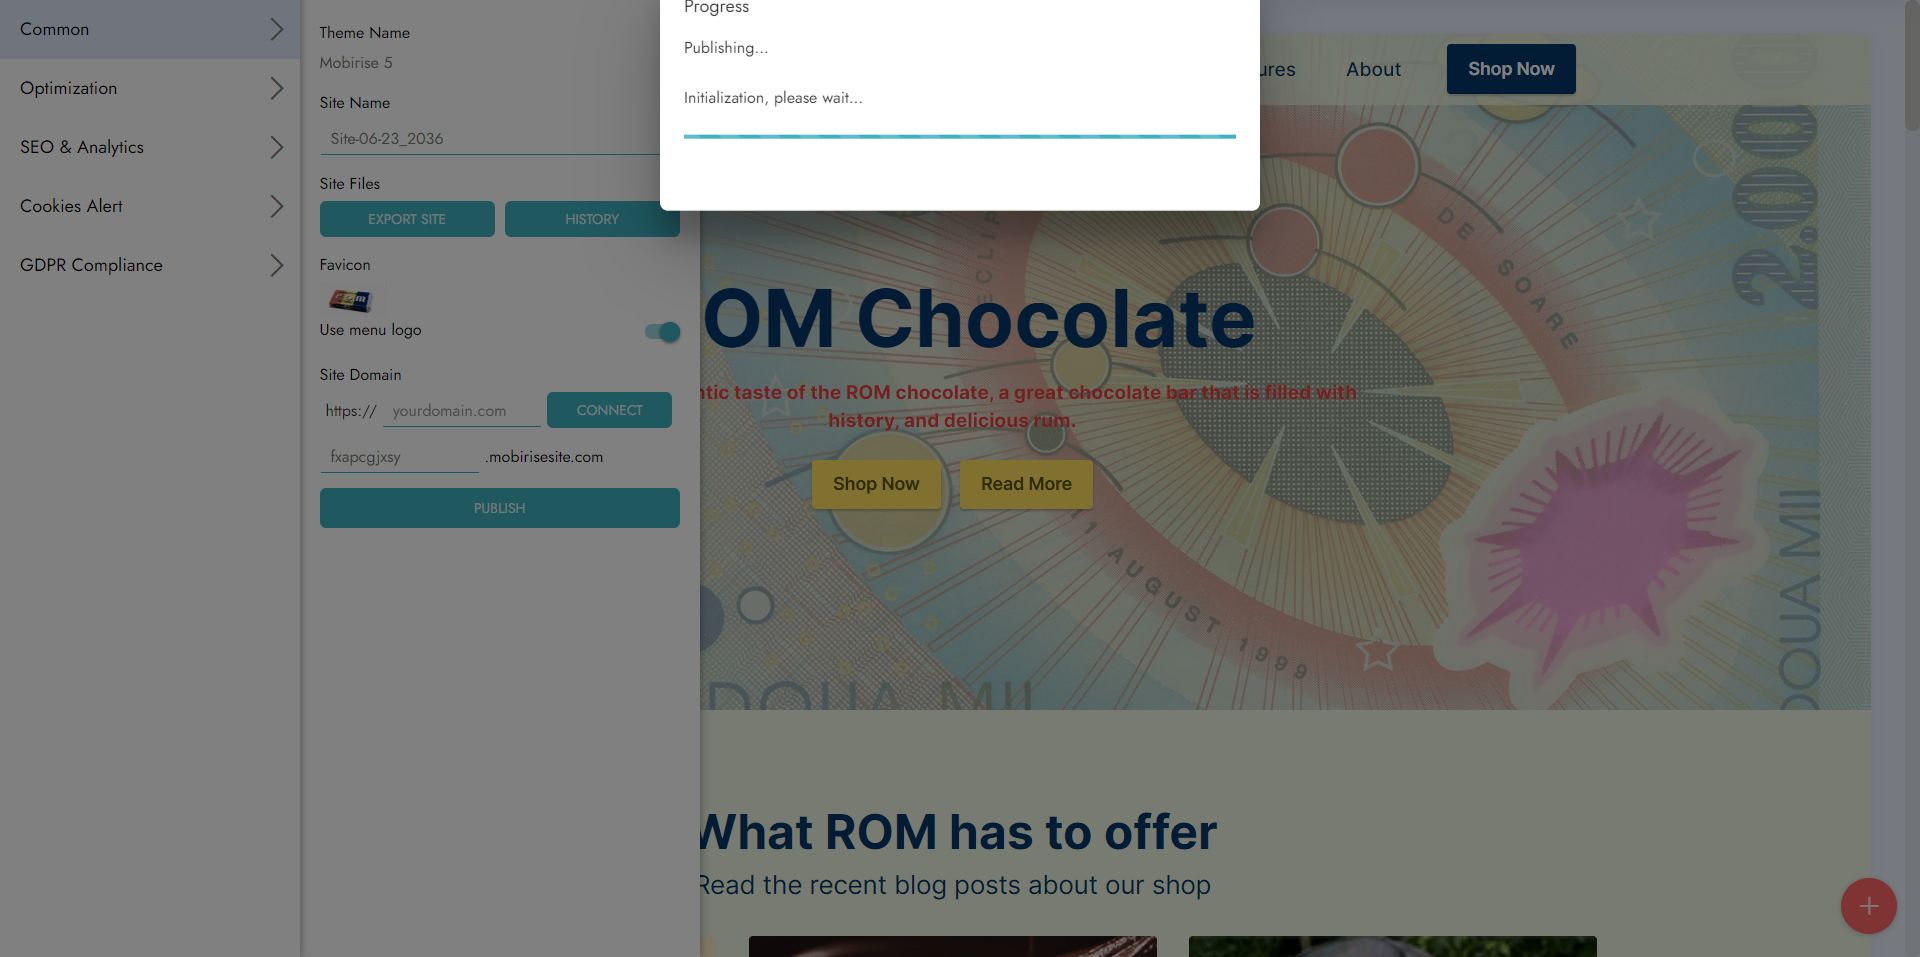 Common
Optimization
SEO & Analytics
Cookies Alert
GDPR Compliance
Theme Name
Mobirise 5
Site Name
Site-06-23_2036
Site Files
EXPORT SITE
HISTORY
Favicon
Use menu logo
Site Domain
https://
yourdomain.com
CONNECT
fxapcgjxsy
.mobirisesite.com
PUBLISH
Progress
Publishing...
Initialization, please wait...
About
Shop Now
OM Chocolate
taste of the ROM chocolate, a great chocolate bar that is filled with
history, and delicious rum.
Shop Now
Read More
DE SOARE
11 AUGUST 1999
2.000
DOUA MII
DOUA MII
What ROM has to offer
Read the recent blog posts about our shop